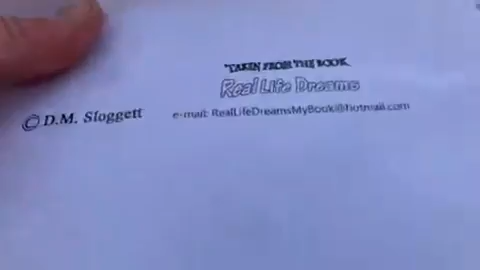 "TAKEN FROM THE BOOK
Real Life Dreams
© D.M. Sloggett
e-mail: RealLifeDreamsMyBook@hotmail.com